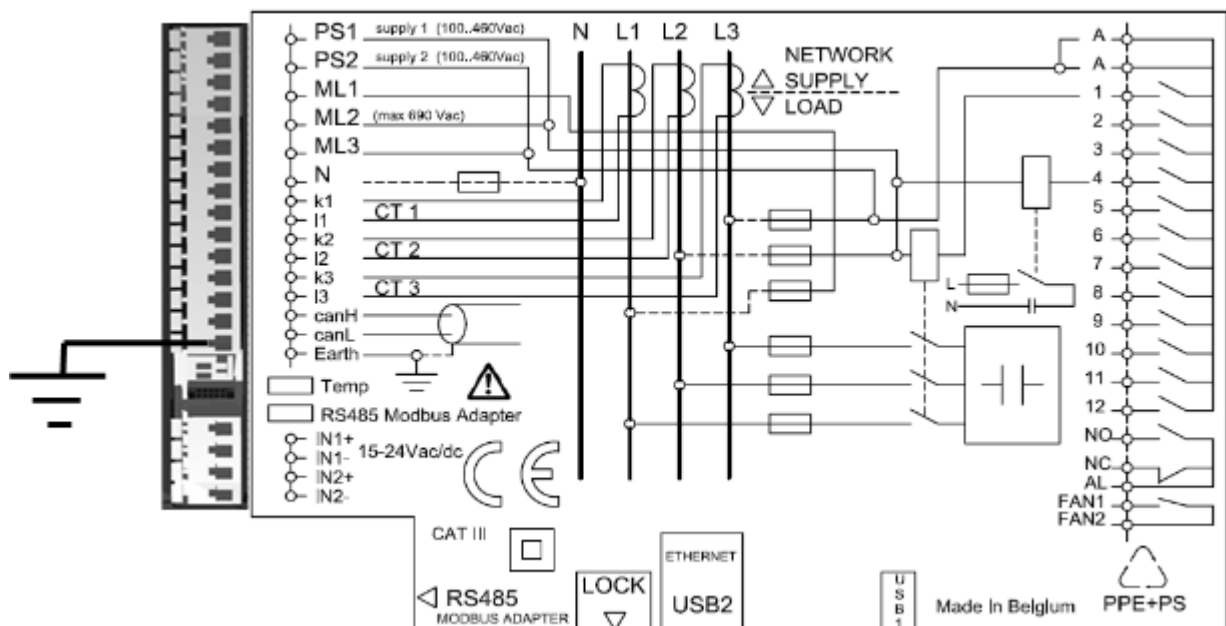 PS1 supply 1 (100..460Vac)
PS2 supply 2 (100..460Vac)
ML1
ML2 (max 690 Vac)
ML3
N
k1
l1 CT 1
k2
l2 CT 2
k3
l3 CT 3
canH
canL
Earth
Temp
RS485 Modbus Adapter
IN1+
IN1-
IN2+
IN2-
15-24Vac/dc
CE
CAT III
RS485
MODBUS ADAPTER
N L1 L2 L3
NETWORK
SUPPLY
LOAD
L
N
LOCK
ETHERNET
USB2
USB1
Made In Belgium
A
A
1
2
3
4
5
6
7
8
9
10
11
12
NO
NC
AL
FAN1
FAN2
PPE+PS